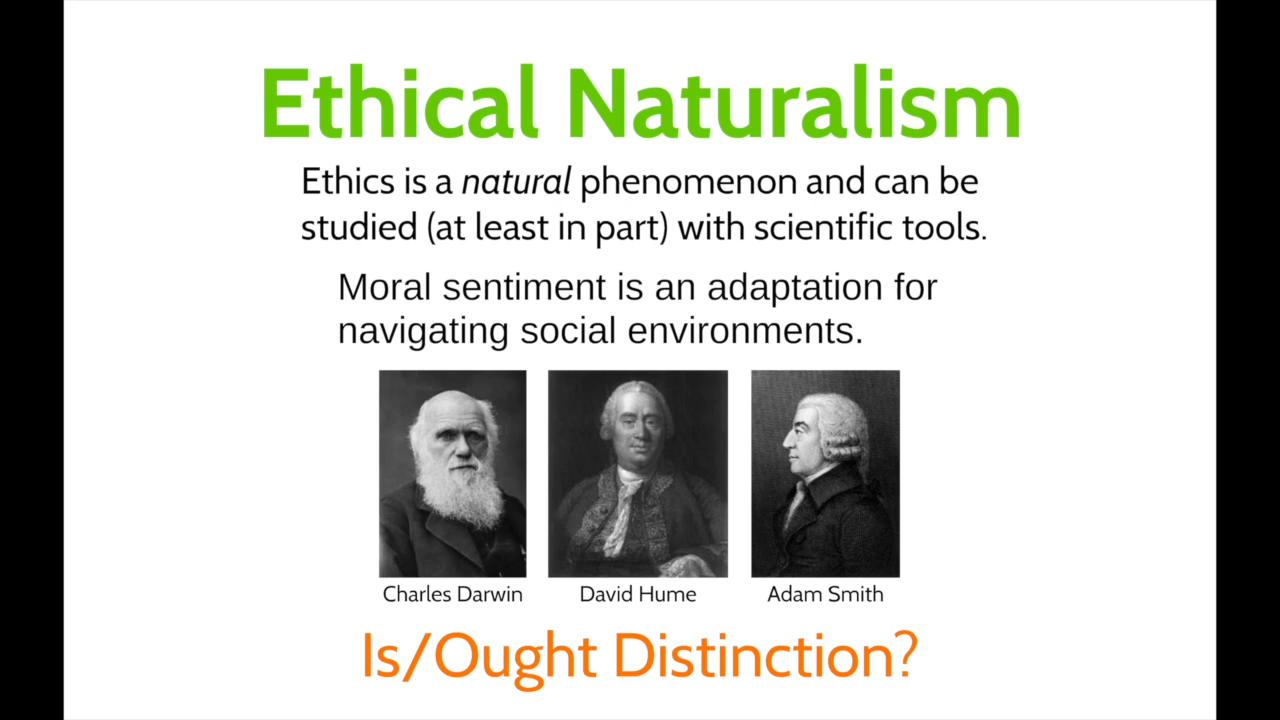 Ethical Naturalism
Ethics is a natural phenomenon and can be
studied (at least in part) with scientific tools.
Moral sentiment is an adaptation for
navigating social environments.
Charles Darwin
David Hume
Adam Smith
Is/Ought Distinction?